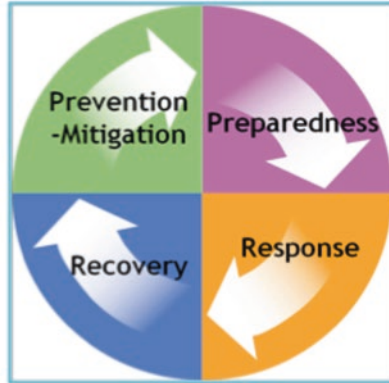 Prevention
-Mitigation
Preparedness
Response
Recovery